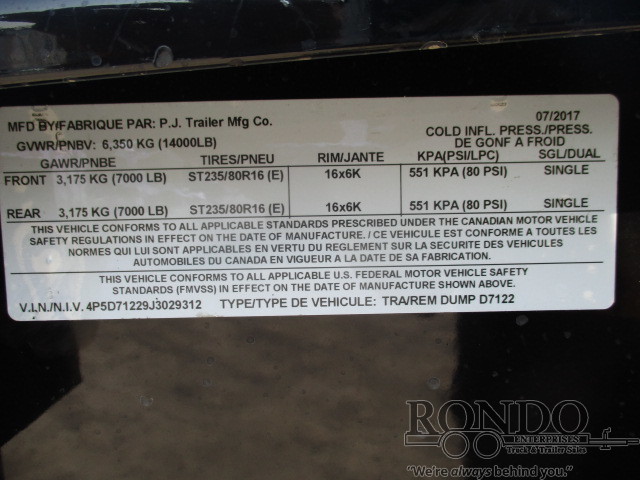 MFD BY/FABRIQUE PAR: P.J. Trailer Mfg Co. 07/2017
GVWR/PNBV: 6,350 KG (14000LB) COLD INFL. PRESS./PRESS. DE GONF A FROID
GAWR/PNBE TIRES/PNEU RIM/JANTE KPA(PSI/LPC) SGL/DUAL
FRONT 3,175 KG (7000 LB) ST235/80R16 (E) 16x6K 551 KPA (80 PSI) SINGLE
REAR 3,175 KG (7000 LB) ST235/80R16 (E) 16x6K 551 KPA (80 PSI) SINGLE
THIS VEHICLE CONFORMS TO ALL APPLICABLE STANDARDS PRESCRIBED UNDER THE CANADIAN MOTOR VEHICLE
SAFETY REGULATIONS IN EFFECT ON THE DATE OF MANUFACTURE. / CE VEHICULE EST CONFORME A TOUTES LES
NORMES QUI LUI SONT APPLICABLES EN VERTU DU REGLEMENT SUR LA SECURITE DES VEHICULES
AUTOMOBILES DU CANADA EN VIGUEUR A LA DATE DE SA FABRICATION.
THIS VEHICLE CONFORMS TO ALL APPLICABLE U.S. FEDERAL MOTOR VEHICLE SAFETY
STANDARDS (FMVSS) IN EFFECT ON THE DATE OF MANUFACTURE SHOWN ABOVE.
V.I.N./N.I.V. 4P5D71229J3029312 TYPE/TYPE DE VEHICULE: TRA/REM DUMP D7122
RONDO
ENTERPRISES
Truck & Trailer Sales
"We're always behind you."